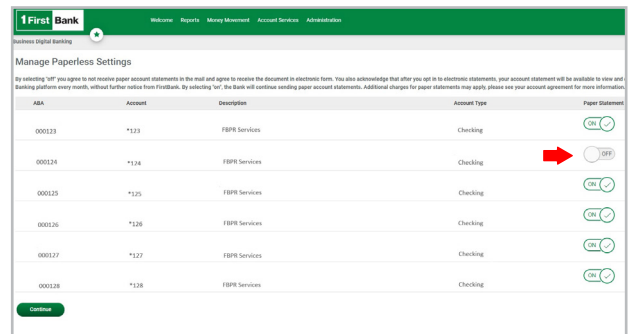 1First Bank
Welcome Reports Money Movement Account Services Administration
Business Digital Banking
Manage Paperless Settings
By selecting "off" you agree to not receive paper account statements in the mail and agree to receive the document in electronic form. You also acknowledge that after you opt in to electronic statements, your account statement will be available to view and
Banking platform every month, without further notice from FirstBank. By selecting "on", the Bank will continue sending paper account statements. Additional charges for paper statements may apply, please see your account agreement for more information.
ABA Account Description Account Type Paper Statement
000123 *123 FBPR Services Checking ON
000124 *124 FBPR Services Checking OFF
000125 *125 FBPR Services Checking ON
000126 *126 FBPR Services Checking ON
000127 *127 FBPR Services Checking ON
000128 *128 FBPR Services Checking ON
Continue